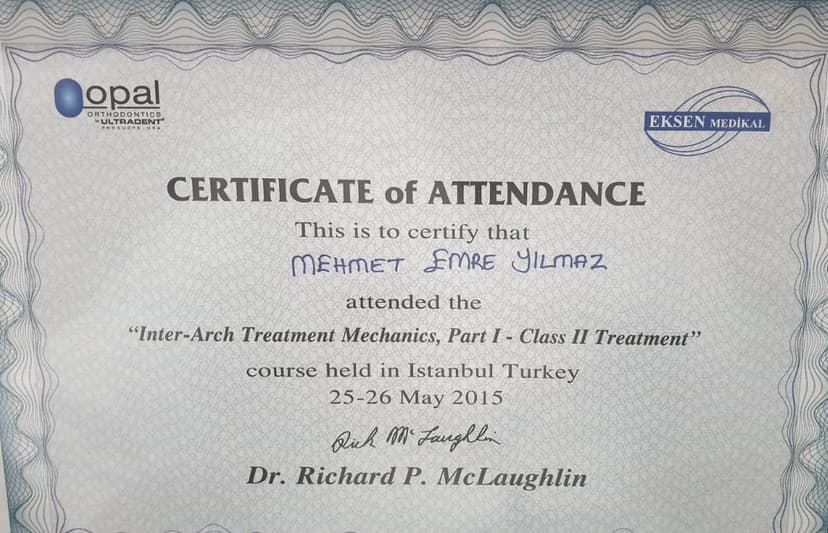 opal
ORTHODONTICS
by ULTRADENT
PRODUCTS, USA
EKSEN MEDİKAL
CERTIFICATE of ATTENDANCE
This is to certify that
MEHMET EMRE YILMAZ
attended the
“Inter-Arch Treatment Mechanics, Part I - Class II Treatment”
course held in Istanbul Turkey
25-26 May 2015
Rick McLaughlin
Dr. Richard P. McLaughlin